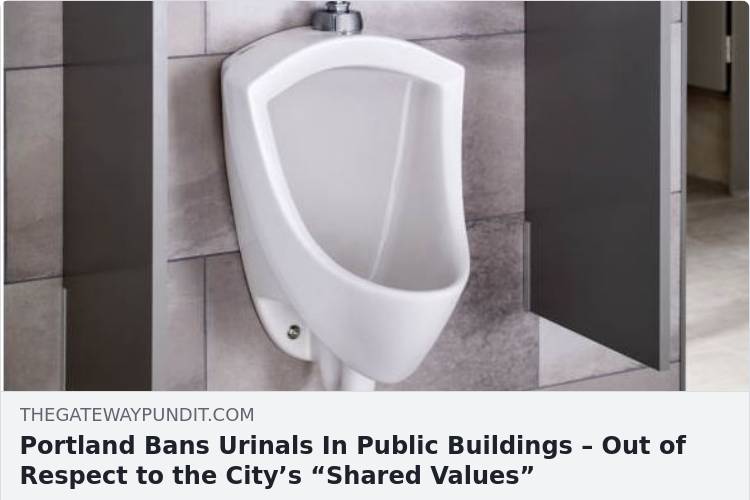 THEGATEWAYPUNDIT.COM
Portland Bans Urinals In Public Buildings – Out of
Respect to the City’s “Shared Values”